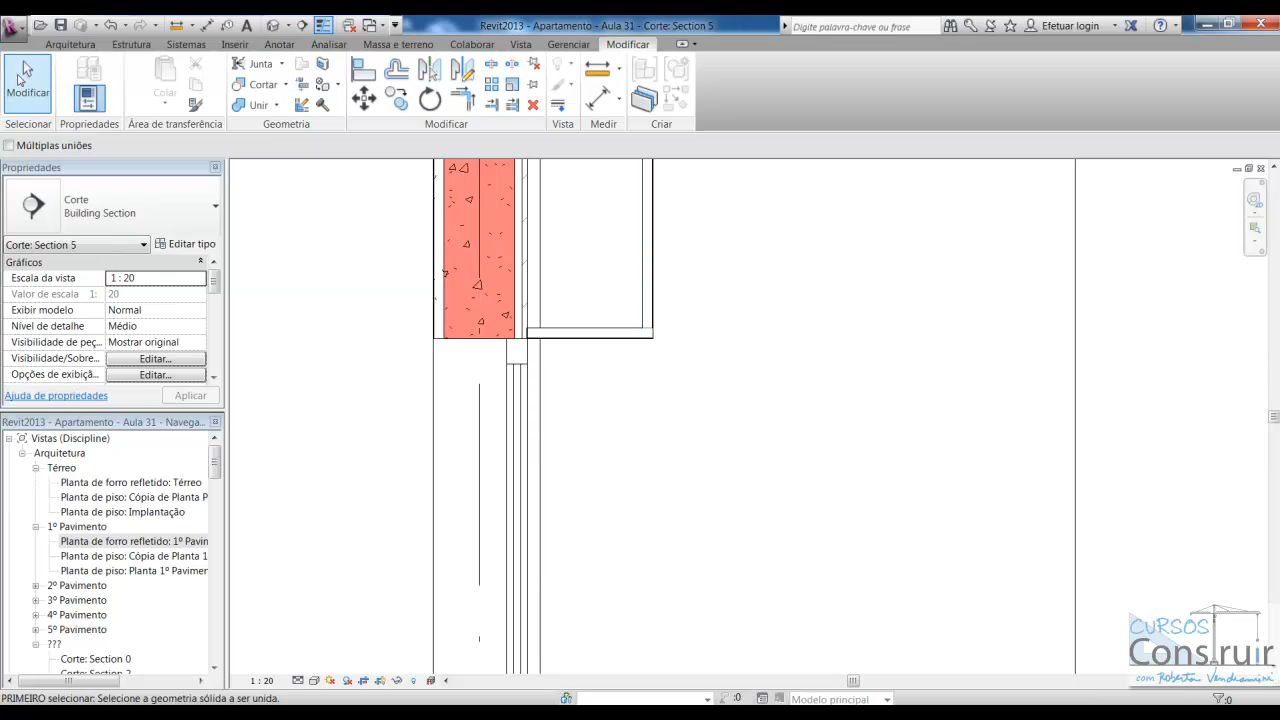 Revit2013 - Apartamento - Aula 31 - Corte: Section 5
Digite palavra-chave ou frase
Efetuar login
Arquitetura Estrutura Sistemas Inserir Anotar Analisar Massa e terreno Colaborar Vista Gerenciar Modificar
Modificar
Colar
Junta
Cortar
Unir
Selecionar Propriedades Área de transferência Geometria Modificar Vista Medir Criar
Múltiplas uniões
Propriedades
Corte
Building Section
Corte: Section 5
Editar tipo
Gráficos
Escala da vista 1 : 20
Valor de escala 1: 20
Exibir modelo Normal
Nível de detalhe Médio
Visibilidade de peç... Mostrar original
Visibilidade/Sobre... Editar...
Opções de exibiçã... Editar...
Ajuda de propriedades Aplicar
Revit2013 - Apartamento - Aula 31 - Navega...
Vistas (Discipline)
Arquitetura
Térreo
Planta de forro refletido: Térreo
Planta de piso: Cópia de Planta P
Planta de piso: Implantação
1º Pavimento
Planta de forro refletido: 1º Pavin
Planta de piso: Cópia de Planta 1
Planta de piso: Planta 1º Pavimen
2º Pavimento
3º Pavimento
4º Pavimento
5º Pavimento
???
Corte: Section 0
Corte: Section 2
1 : 20
PRIMEIRO selecionar: Selecione a geometria sólida a ser unida.
:0
Modelo principal
:0
CURSOS
Construir
com Roberta Vendramini